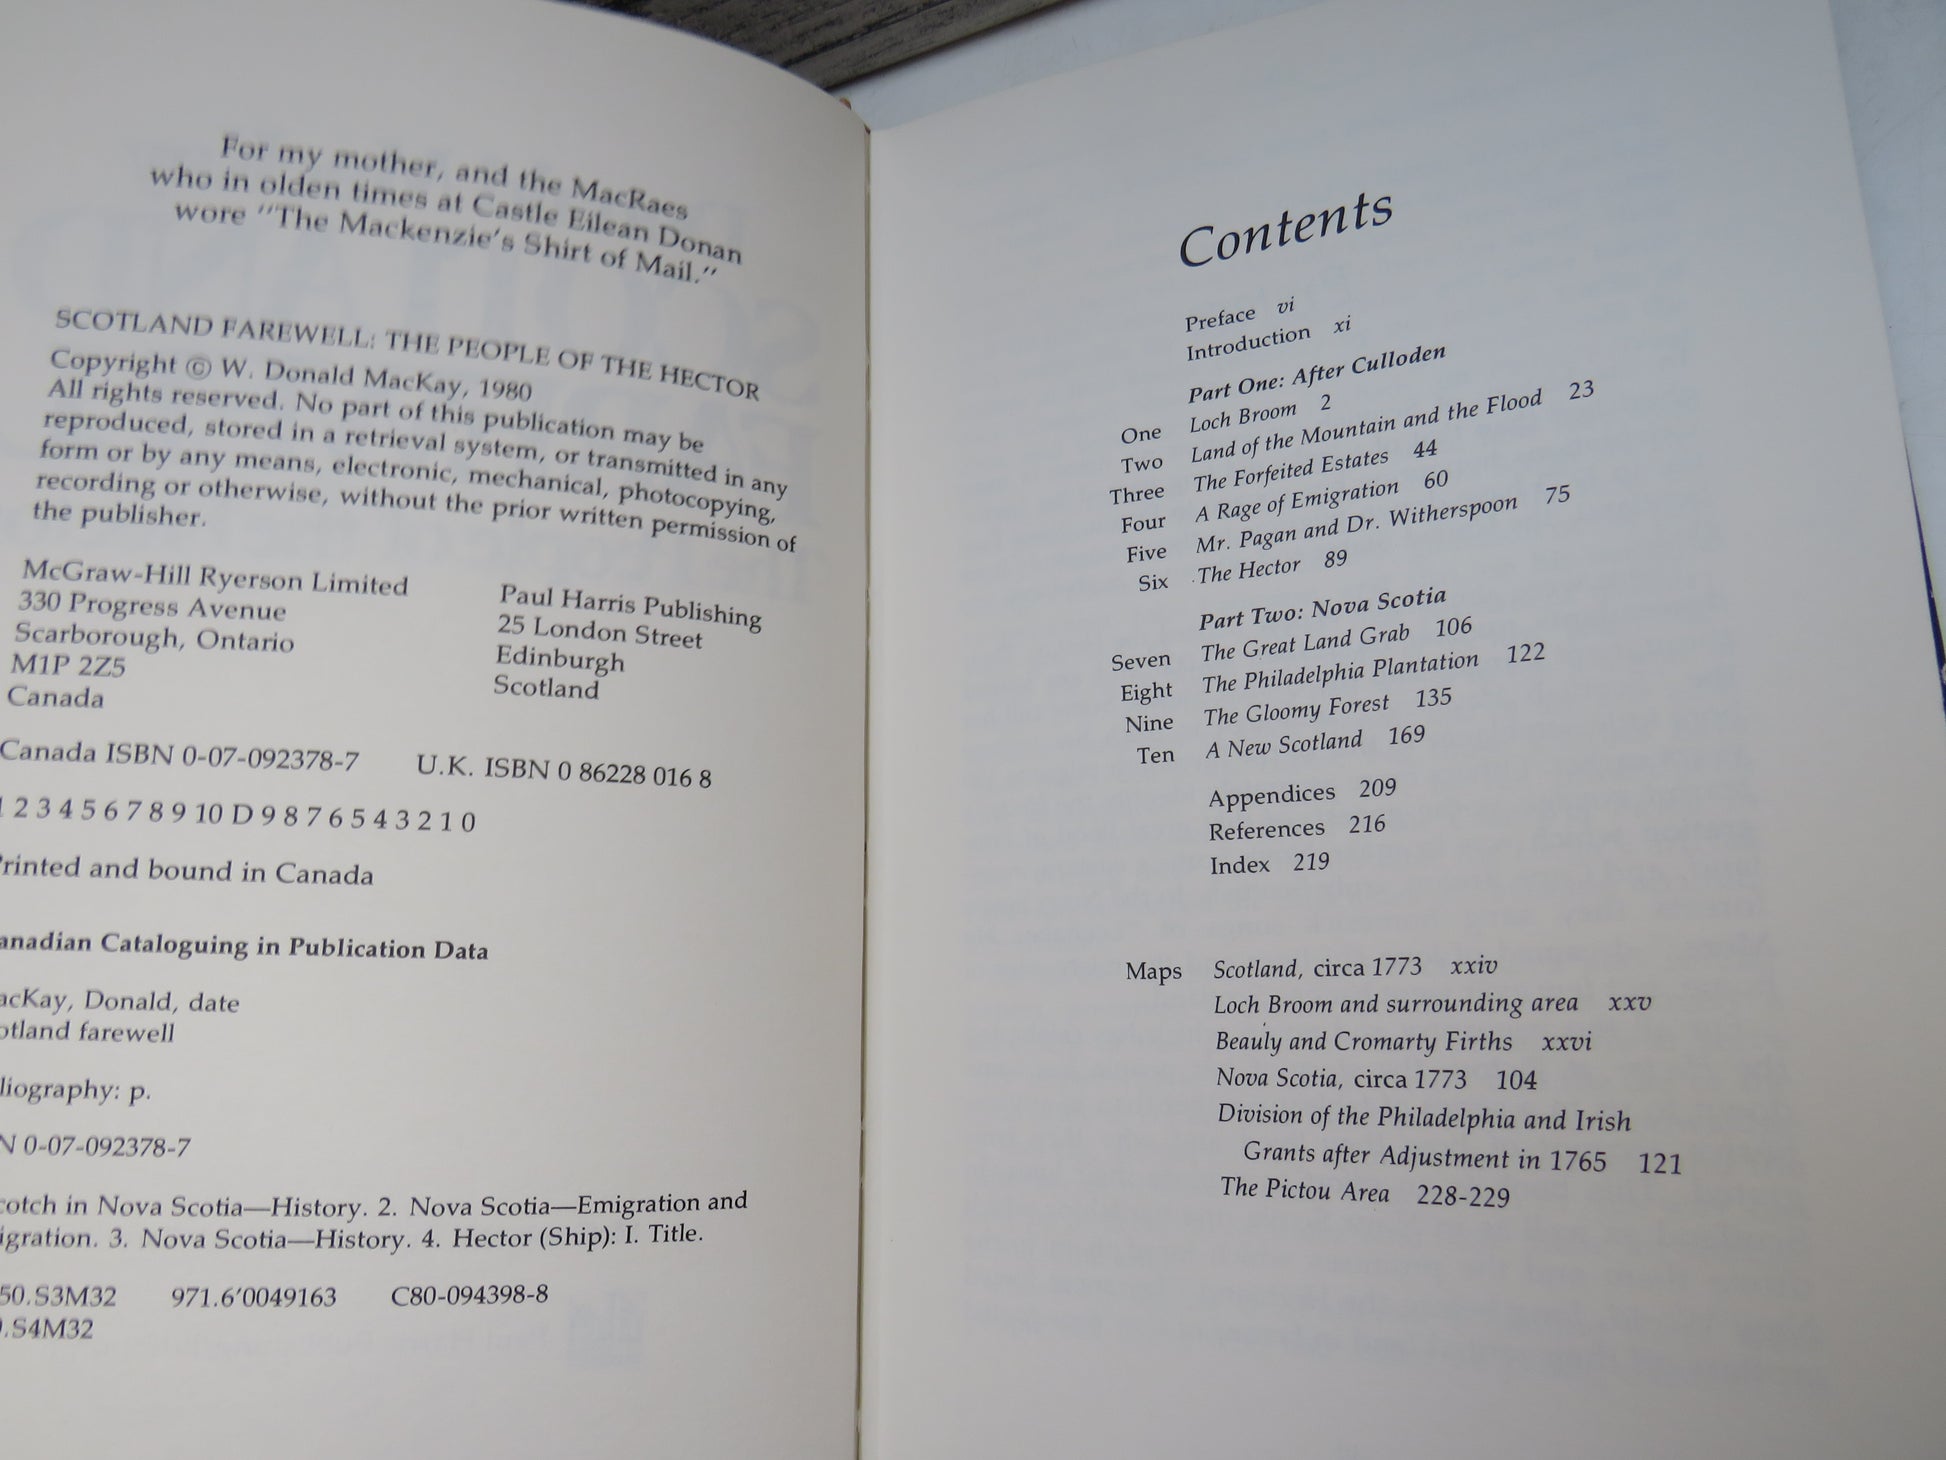 For my mother, and the MacRaes
who in olden times at Castle Eilean Donan
wore "The Mackenzie's Shirt of Mail."
SCOTLAND FAREWELL: THE PEOPLE OF THE HECTOR
Copyright © W. Donald MacKay, 1980
All rights reserved. No part of this publication may be
reproduced, stored in a retrieval system, or transmitted in any
form or by any means, electronic, mechanical, photocopying,
recording or otherwise, without the prior written permission of
the publisher.
McGraw-Hill Ryerson Limited
330 Progress Avenue
Scarborough, Ontario
M1P 2Z5
Canada
Paul Harris Publishing
25 London Street
Edinburgh
Scotland
Canada ISBN 0-07-092378-7 U.K. ISBN 0 86228 016 8
1 2 3 4 5 6 7 8 9 10 D 9 8 7 6 5 4 3 2 1 0
Printed and bound in Canada
anadian Cataloguing in Publication Data
acKay, Donald, date
otland farewell
liography: p.
N 0-07-092378-7
cotch in Nova Scotia—History. 2. Nova Scotia—Emigration and
igration. 3. Nova Scotia—History. 4. Hector (Ship): I. Title.
50.S3M32 971.6'0049163 C80-094398-8
.S4M32
Contents
Preface vi
Introduction xi
Part One: After Culloden
One Loch Broom 2
Two Land of the Mountain and the Flood 23
Three The Forfeited Estates 44
Four A Rage of Emigration 60
Five Mr. Pagan and Dr. Witherspoon 75
Six The Hector 89
Part Two: Nova Scotia
Seven The Great Land Grab 106
Eight The Philadelphia Plantation 122
Nine The Gloomy Forest 135
Ten A New Scotland 169
Appendices 209
References 216
Index 219
Maps Scotland, circa 1773 xxiv
Loch Broom and surrounding area xxv
Beauly and Cromarty Firths xxvi
Nova Scotia, circa 1773 104
Division of the Philadelphia and Irish
Grants after Adjustment in 1765 121
The Pictou Area 228-229